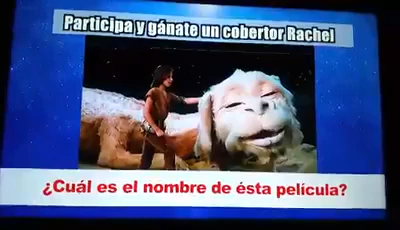 Participa y gánate un cobertor Rachel
¿Cuál es el nombre de ésta película?